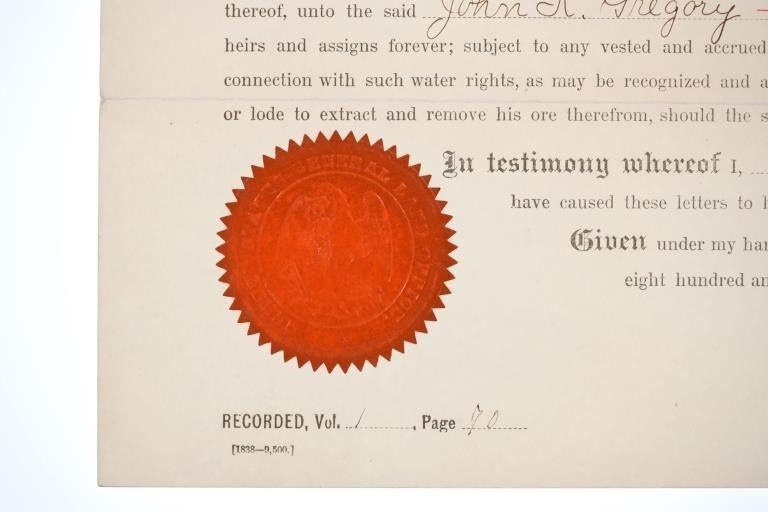 thereof, unto the said John R. Gregory
heirs and assigns forever; subject to any vested and accrued
connection with such water rights, as may be recognized and a
or lode to extract and remove his ore therefrom, should the s
In testimony whereof I,
have caused these letters to
Given under my han
eight hundred an
GENERAL LAND OFFICE
RECORDED, Vol. 1, Page 70
[1838—9,500.]